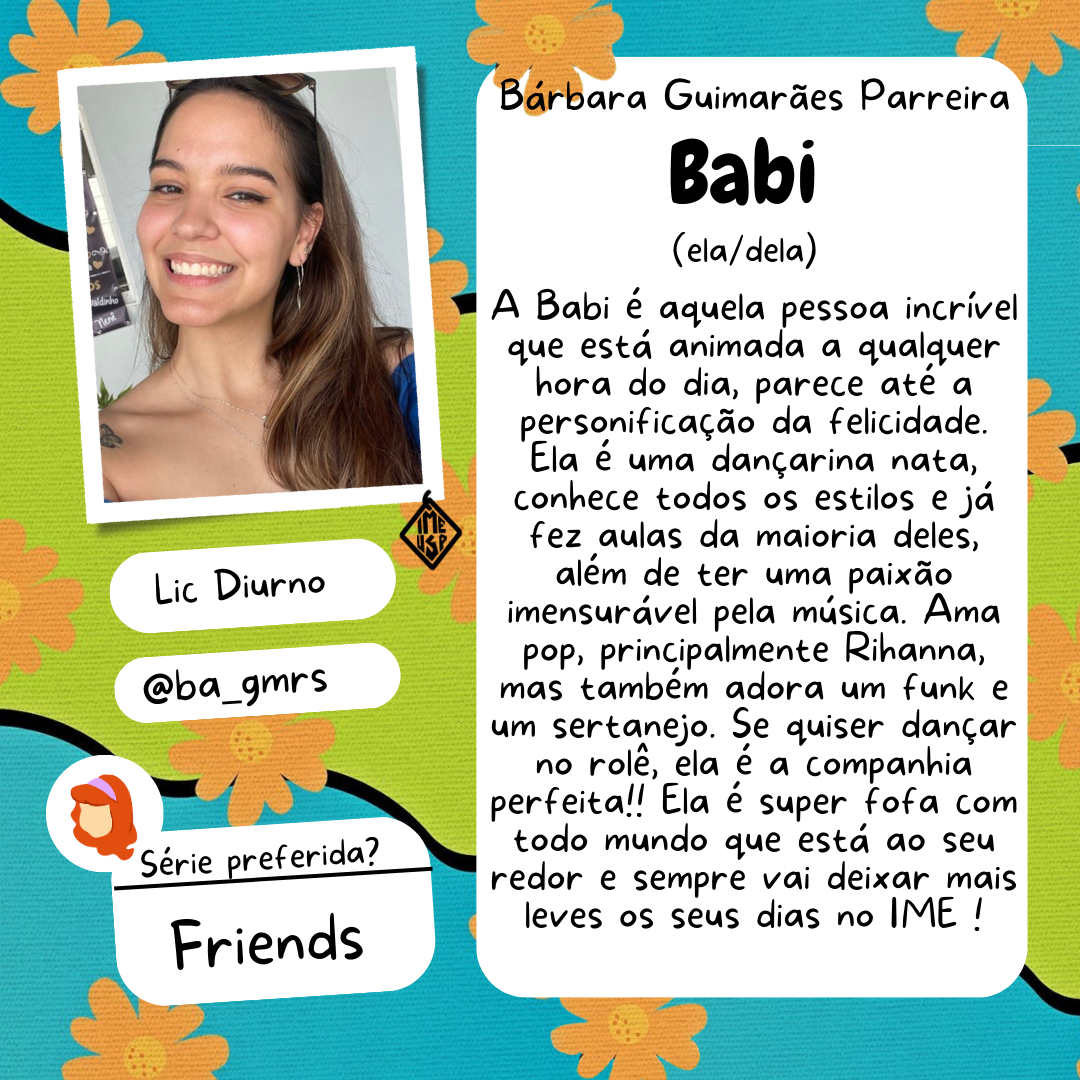 Bárbara Guimarães Parreira
Babi
(ela/dela)
A Babi é aquela pessoa incrível
que está animada a qualquer
hora do dia, parece até a
personificação da felicidade.
Ela é uma dançarina nata,
conhece todos os estilos e já
fez aulas da maioria deles,
além de ter uma paixão
imensurável pela música. Ama
pop, principalmente Rihanna,
mas também adora um funk e
um sertanejo. Se quiser dançar
no rolê, ela é a companhia
perfeita!! Ela é super fofa com
todo mundo que está ao seu
redor e sempre vai deixar mais
leves os seus dias no IME !
IME
USP
Lic Diurno
@ba_gmrs
Série preferida?
Friends